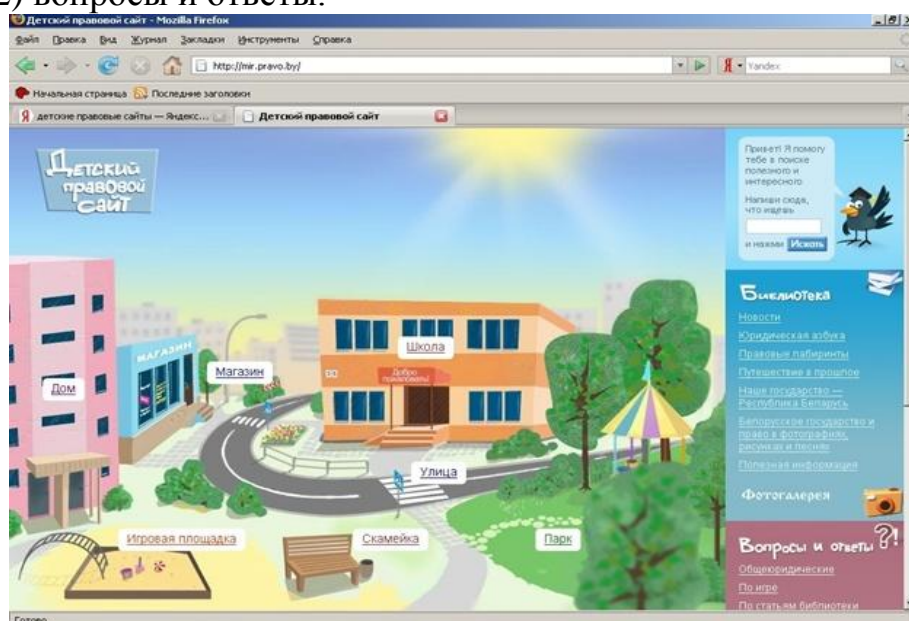 2) вопросы и ответы.
Детский правовой сайт - Mozilla Firefox
Файл Правка Вид Журнал Закладки Инструменты Справка
http://mir.pravo.by/
Yandex
Начальная страница Последние заголовки
детские правовые сайты — Яндекс...
Детский правовой сайт
Детский
правовой
сайт
Привет! Я помогу
тебе в поиске
полезного и
интересного
Напиши сюда,
что ищешь
и нажми Искать
Библиотека
Новости
Юридическая азбука
Правовые лабиринты
Путешествие в прошлое
Наше государство —
Республика Беларусь
Белорусское государство и
право в фотографиях,
рисунках и песнях
Полезная информация
Фотогалерея
Вопросы и ответы
Общеюридические
По игре
По статьям библиотеки
МАГАЗИН
Магазин
Школа
Добро
пожаловать!
Дом
Улица
Игровая площадка
Скамейка
Парк
Готово